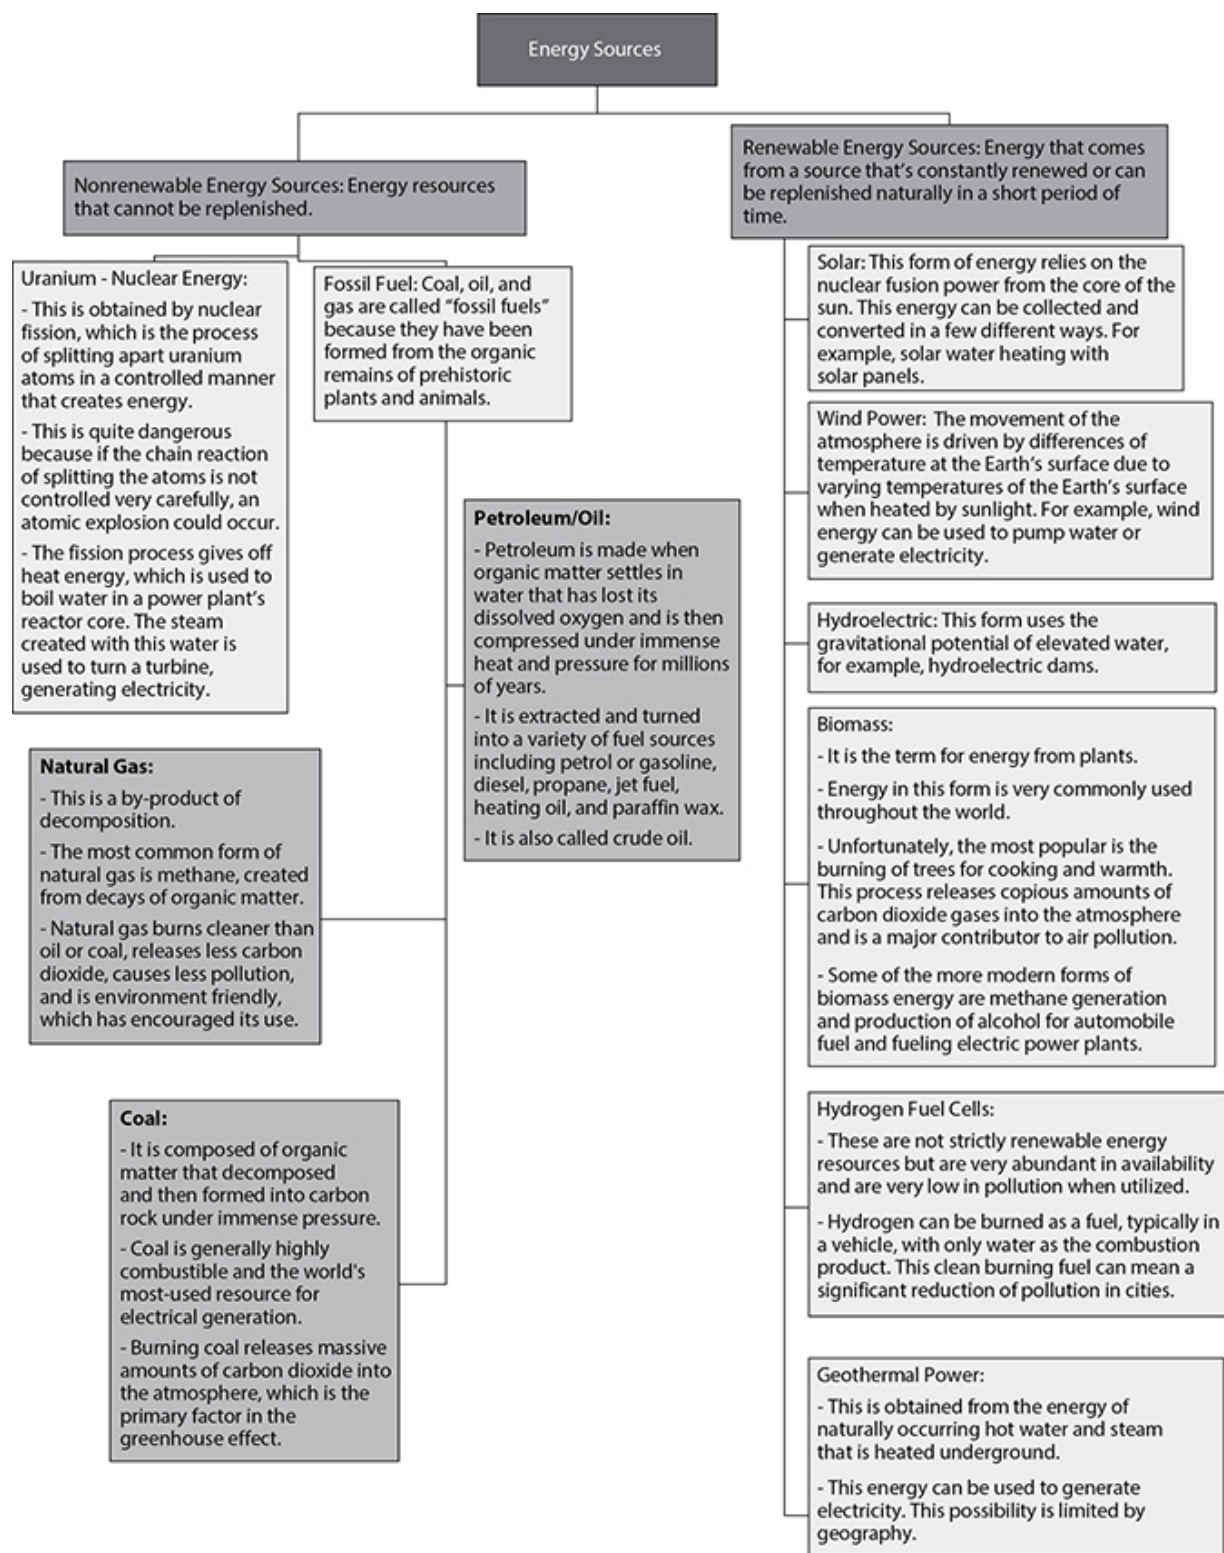 Energy Sources
Nonrenewable Energy Sources: Energy resources
that cannot be replenished.
Uranium - Nuclear Energy:
- This is obtained by nuclear
fission, which is the process
of splitting apart uranium
atoms in a controlled manner
that creates energy.
- This is quite dangerous
because if the chain reaction
of splitting the atoms is not
controlled very carefully, an
atomic explosion could occur.
- The fission process gives off
heat energy, which is used to
boil water in a power plant's
reactor core. The steam
created with this water is
used to turn a turbine,
generating electricity.
Fossil Fuel: Coal, oil, and
gas are called “fossil fuels”
because they have been
formed from the organic
remains of prehistoric
plants and animals.
Petroleum/Oil:
- Petroleum is made when
organic matter settles in
water that has lost its
dissolved oxygen and is then
compressed under immense
heat and pressure for millions
of years.
- It is extracted and turned
into a variety of fuel sources
including petrol or gasoline,
diesel, propane, jet fuel,
heating oil, and paraffin wax.
- It is also called crude oil.
Natural Gas:
- This is a by-product of
decomposition.
- The most common form of
natural gas is methane, created
from decays of organic matter.
- Natural gas burns cleaner than
oil or coal, releases less carbon
dioxide, causes less pollution,
and is environment friendly,
which has encouraged its use.
Coal:
- It is composed of organic
matter that decomposed
and then formed into carbon
rock under immense pressure.
- Coal is generally highly
combustible and the world's
most-used resource for
electrical generation.
- Burning coal releases massive
amounts of carbon dioxide into
the atmosphere, which is the
primary factor in the
greenhouse effect.
Renewable Energy Sources: Energy that comes
from a source that's constantly renewed or can
be replenished naturally in a short period of
time.
Solar: This form of energy relies on the
nuclear fusion power from the core of the
sun. This energy can be collected and
converted in a few different ways. For
example, solar water heating with
solar panels.
Wind Power: The movement of the
atmosphere is driven by differences of
temperature at the Earth's surface due to
varying temperatures of the Earth's surface
when heated by sunlight. For example, wind
energy can be used to pump water or
generate electricity.
Hydroelectric: This form uses the
gravitational potential of elevated water,
for example, hydroelectric dams.
Biomass:
- It is the term for energy from plants.
- Energy in this form is very commonly used
throughout the world.
- Unfortunately, the most popular is the
burning of trees for cooking and warmth.
This process releases copious amounts of
carbon dioxide gases into the atmosphere
and is a major contributor to air pollution.
- Some of the more modern forms of
biomass energy are methane generation
and production of alcohol for automobile
fuel and fueling electric power plants.
Hydrogen Fuel Cells:
- These are not strictly renewable energy
resources but are very abundant in availability
and are very low in pollution when utilized.
- Hydrogen can be burned as a fuel, typically in
a vehicle, with only water as the combustion
product. This clean burning fuel can mean a
significant reduction of pollution in cities.
Geothermal Power:
- This is obtained from the energy of
naturally occurring hot water and steam
that is heated underground.
- This energy can be used to generate
electricity. This possibility is limited by
geography.